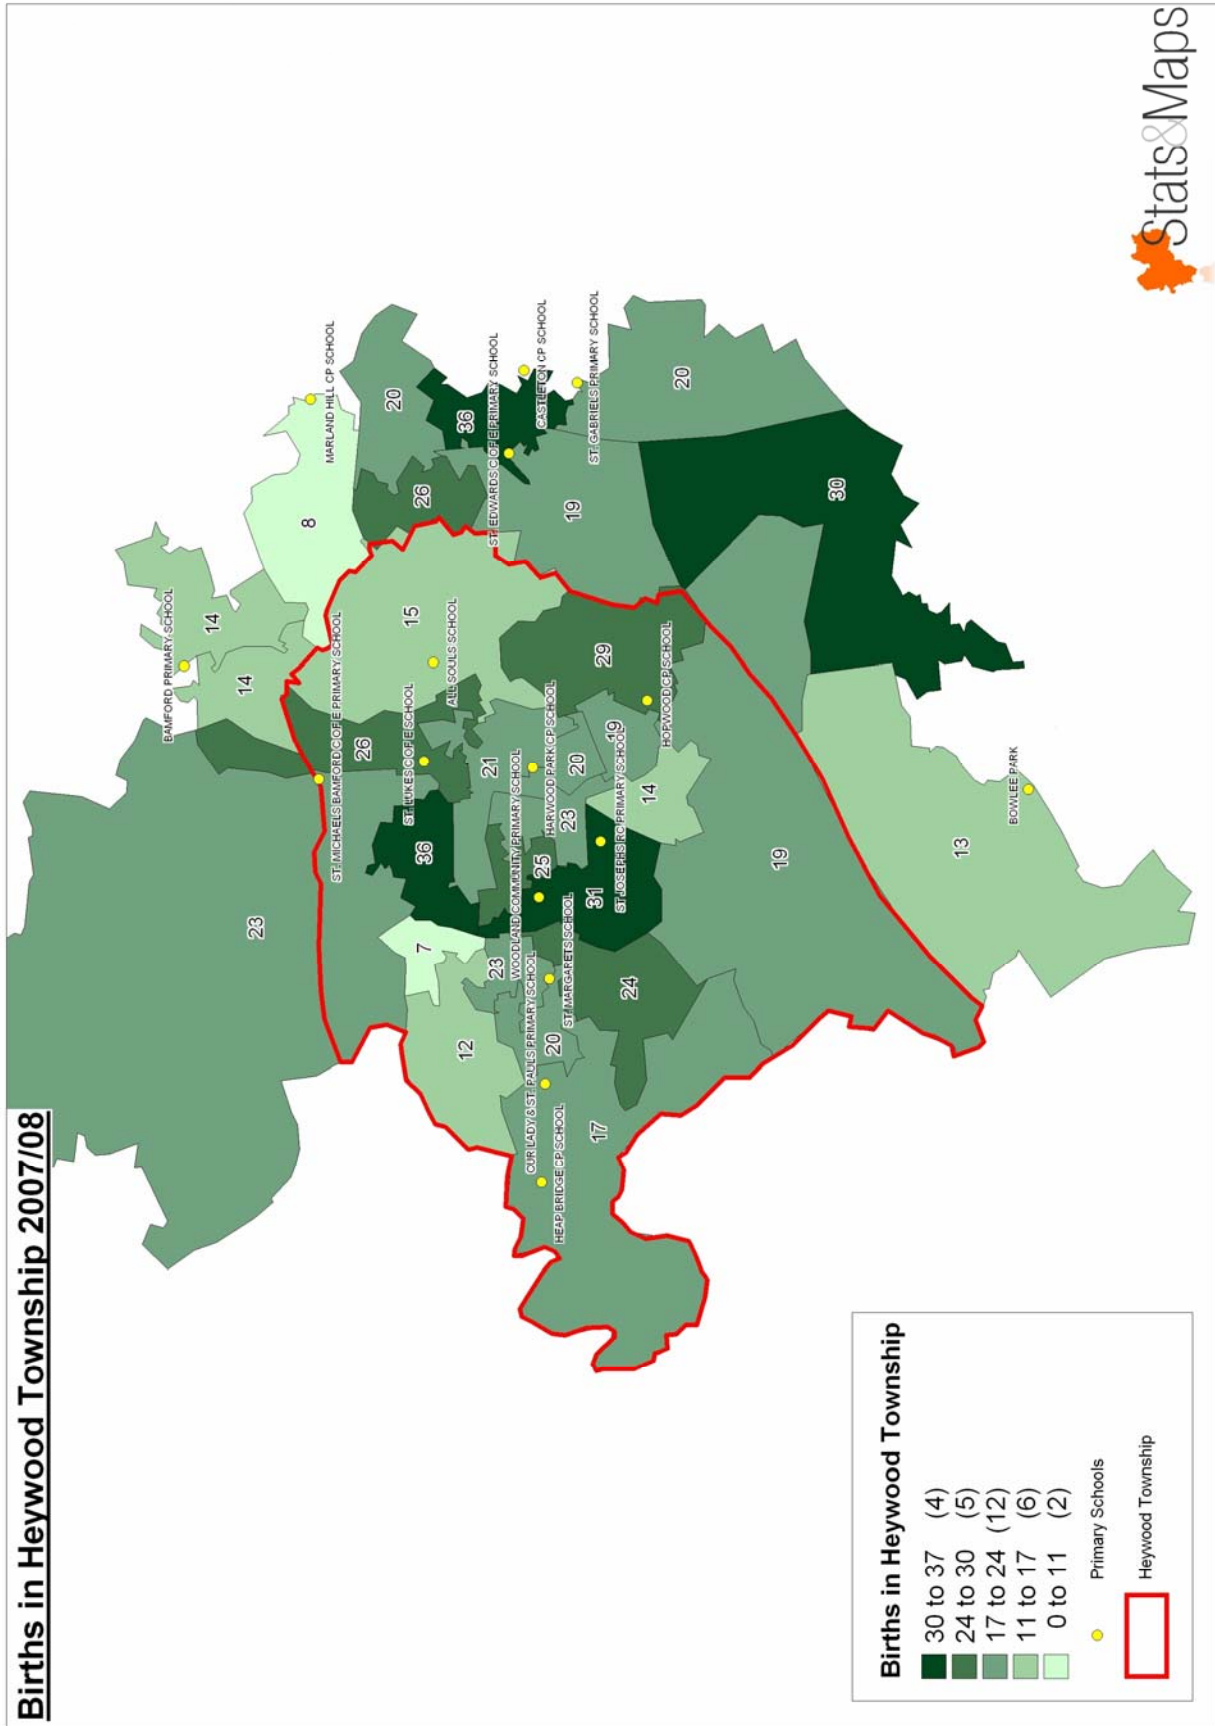 Births in Heywood Township 2007/08
BAMFORD PRIMARY SCHOOL
MARLAND HILL CP SCHOOL
14
14
8
23
20
ST. MICHAELS BAMFORD C OF E PRIMARY SCHOOL
26
36
26
15
ST. LUKES C OF E SCHOOL
ALL SOULS SCHOOL
36
7
12
ST. EDWARDS C OF E PRIMARY SCHOOL
CASTLETON CP SCHOOL
21
23
WOODLAND COMMUNITY PRIMARY SCHOOL
HARWOOD PARK CP SCHOOL
25
23
20
19
ST. GABRIELS PRIMARY SCHOOL
OUR LADY & ST. PAULS PRIMARY SCHOOL
20
ST. MARGARETS SCHOOL
HEAP BRIDGE CP SCHOOL
17
31
ST JOSEPHS RC PRIMARY SCHOOL
19
29
24
14
HOPWOOD CP SCHOOL
20
19
30
13
BOWLEE PARK
Births in Heywood Township
30 to 37 (4)
24 to 30 (5)
17 to 24 (12)
11 to 17 (6)
0 to 11 (2)
Primary Schools
Heywood Township
Stats&Maps